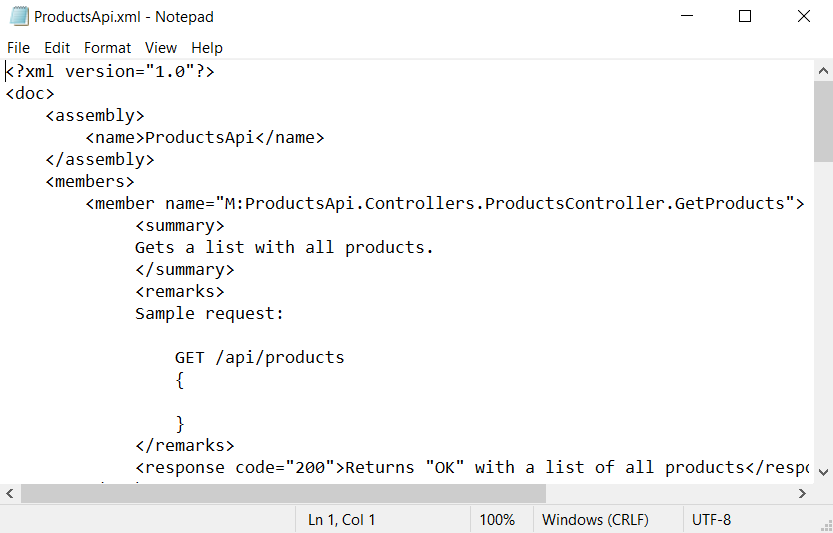 ProductsApi.xml - Notepad
File Edit Format View Help
<?xml version="1.0"?>
<doc>
    <assembly>
        <name>ProductsApi</name>
    </assembly>
    <members>
        <member name="M:ProductsApi.Controllers.ProductsController.GetProducts">
             <summary>
             Gets a list with all products.
             </summary>
             <remarks>
             Sample request:

                 GET /api/products
                 {

                 }
             </remarks>
             <response code="200">Returns "OK" with a list of all products</respo
Ln 1, Col 1 100% Windows (CRLF) UTF-8